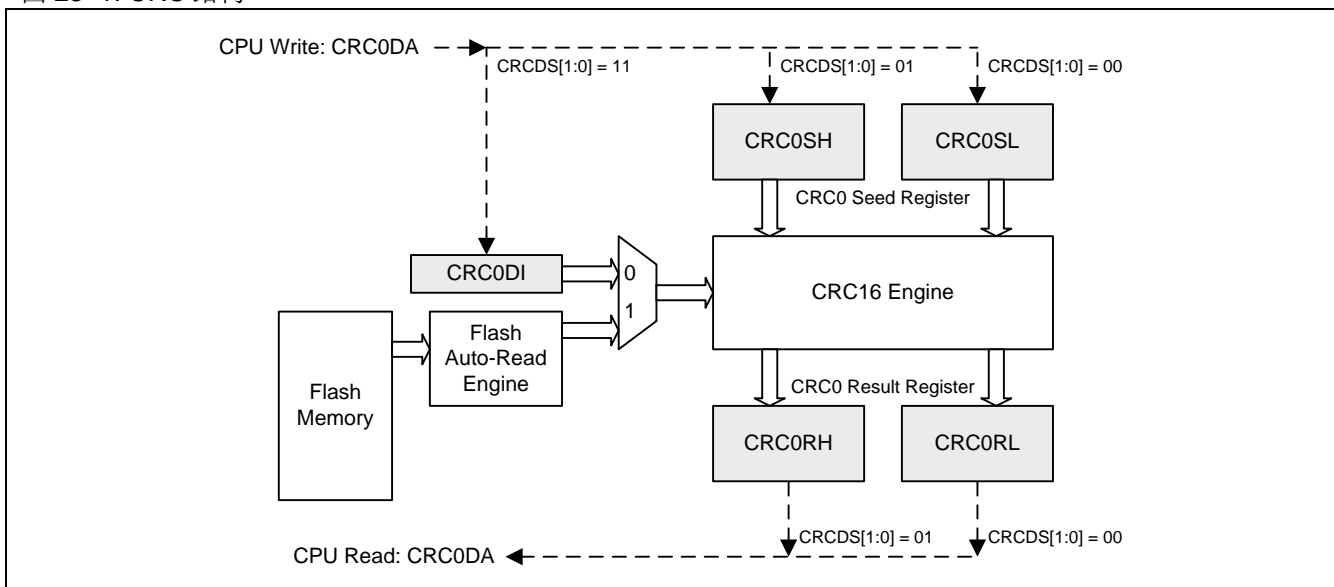 CPU Write: CRC0DA
CRCDS[1:0] = 11
CRCDS[1:0] = 01
CRCDS[1:0] = 00
CRC0SH
CRC0SL
CRC0 Seed Register
CRC0DI
0
1
CRC16 Engine
Flash
Auto-Read
Engine
Flash
Memory
CRC0 Result Register
CRC0RH
CRC0RL
CRCDS[1:0] = 01
CRCDS[1:0] = 00
CPU Read: CRC0DA